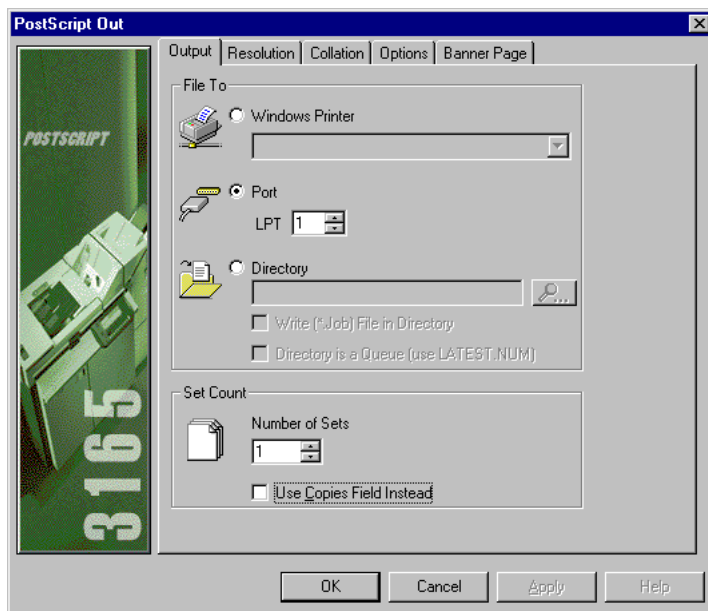 PostScript Out
Output Resolution Collation Options Banner Page
File To
Windows Printer
POSTSCRIPT
Port
LPT 1
Directory
...
Write (*.Job) File in Directory
Directory is a Queue (use LATEST.NUM)
Set Count
Number of Sets
1
Use Copies Field Instead
3165
OK Cancel Apply Help